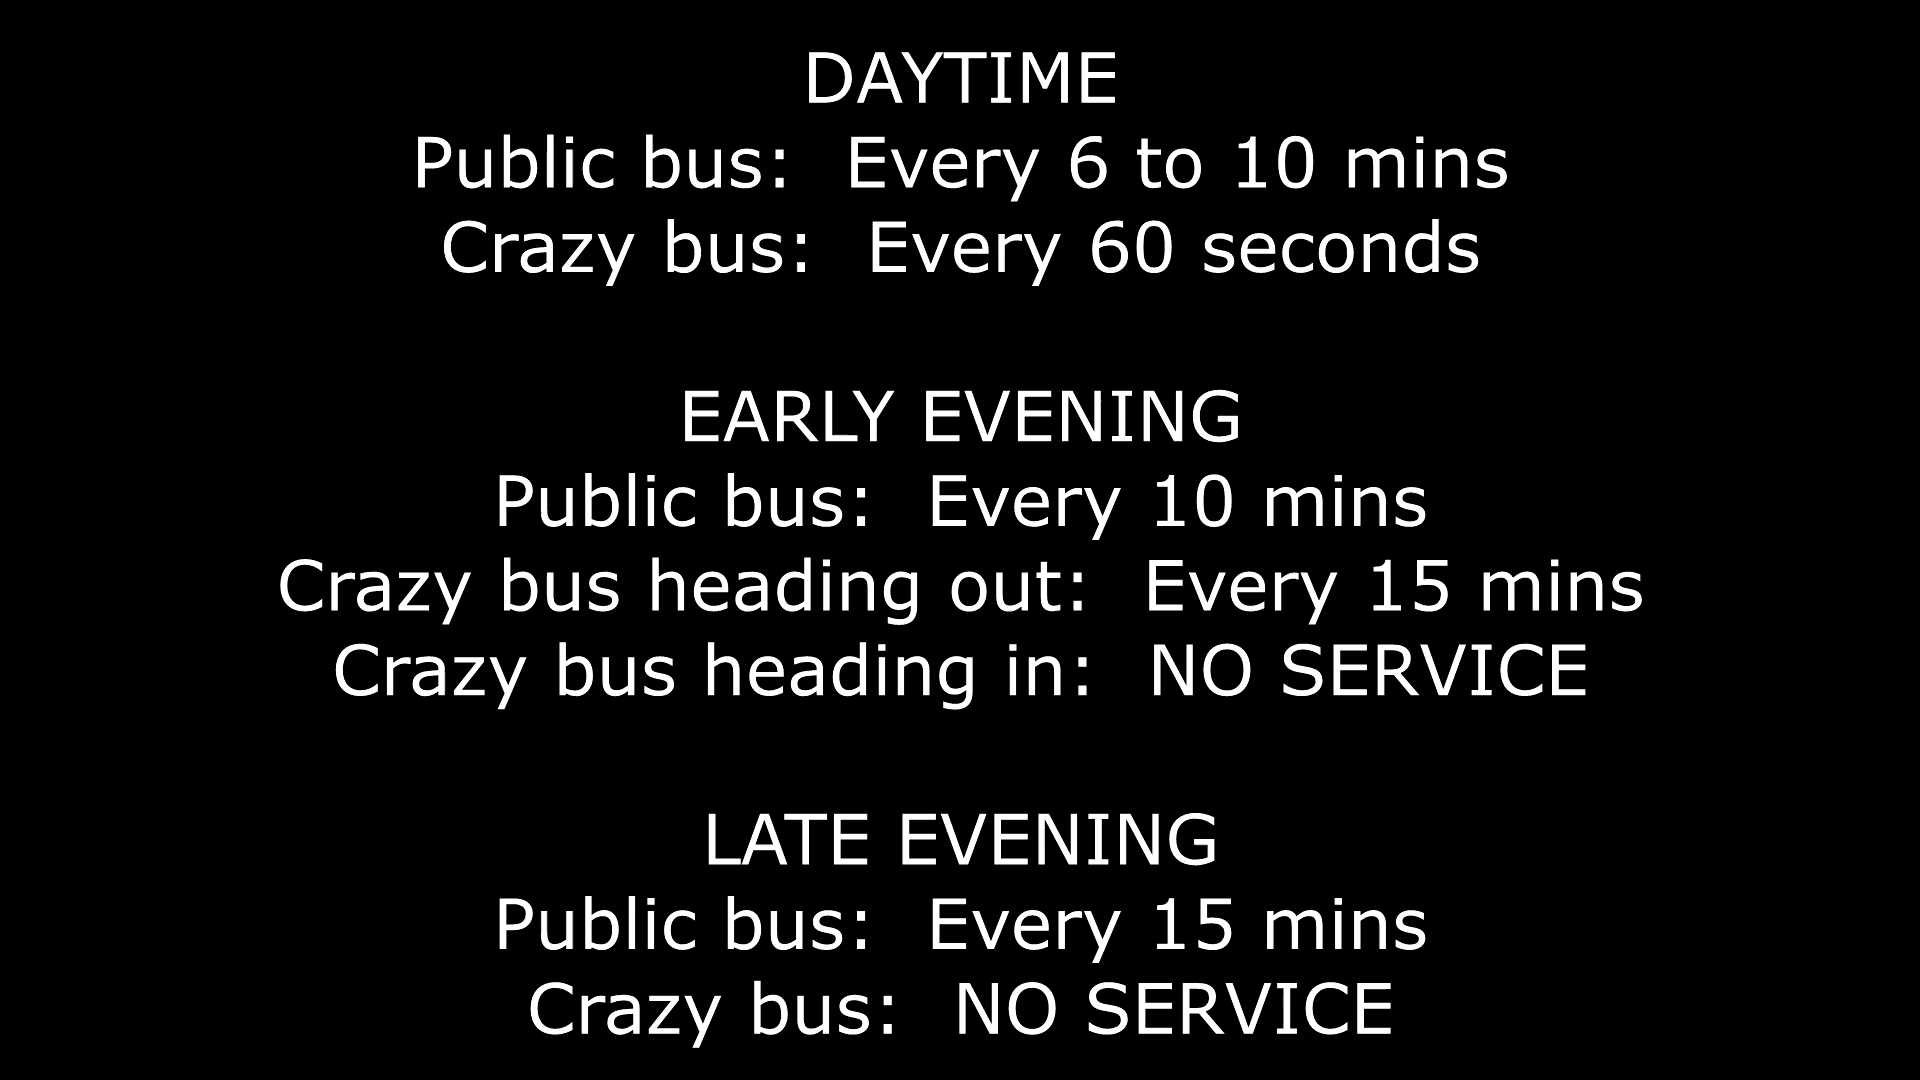 DAYTIME
Public bus:  Every 6 to 10 mins
Crazy bus:  Every 60 seconds
EARLY EVENING
Public bus:  Every 10 mins
Crazy bus heading out:  Every 15 mins
Crazy bus heading in:  NO SERVICE
LATE EVENING
Public bus:  Every 15 mins
Crazy bus:  NO SERVICE